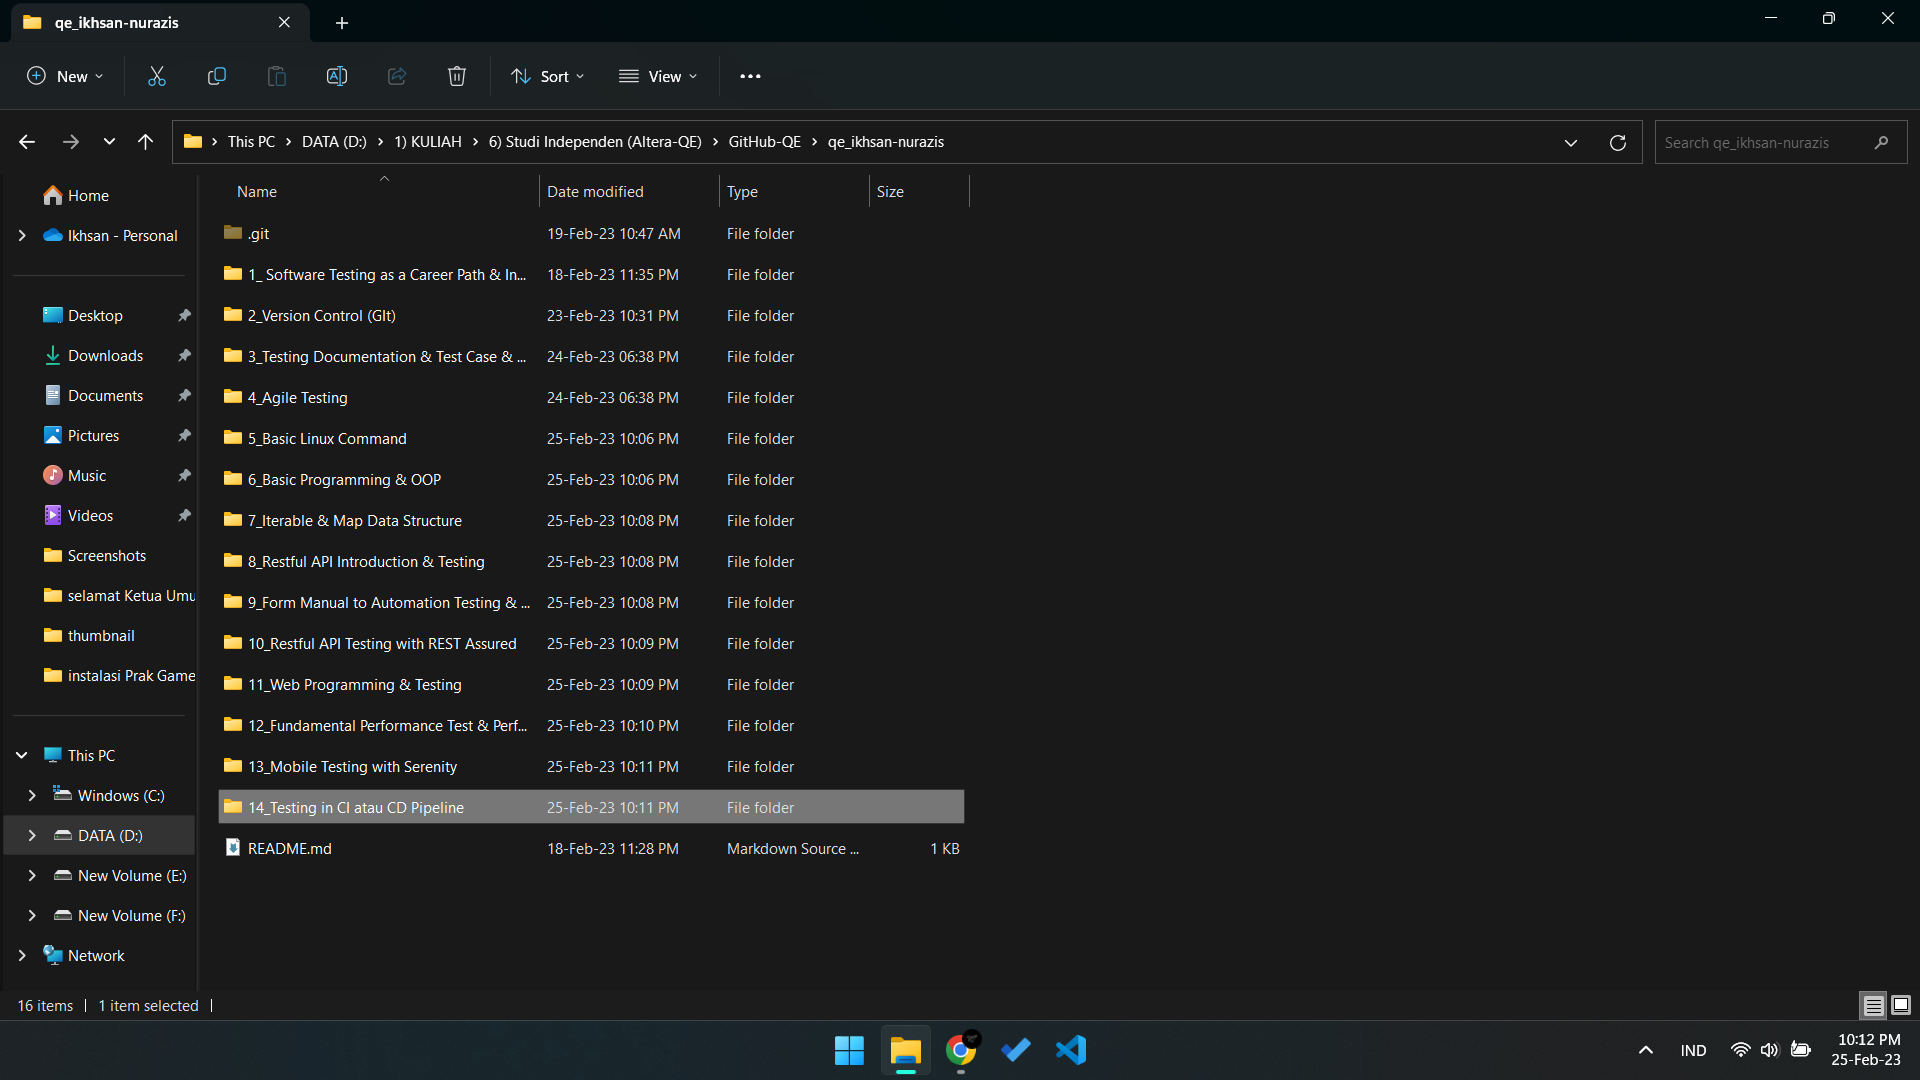 qe_ikhsan-nurazis
New
Sort
View
This PC
DATA (D:)
1) KULIAH
6) Studi Independen (Altera-QE)
GitHub-QE
qe_ikhsan-nurazis
Search qe_ikhsan-nurazis
Home
Ikhsan - Personal
Desktop
Downloads
Documents
Pictures
Music
Videos
Screenshots
selamat Ketua Umu
thumbnail
instalasi Prak Game
This PC
Windows (C:)
DATA (D:)
New Volume (E:)
New Volume (F:)
Network
Name Date modified Type Size
.git 19-Feb-23 10:47 AM File folder
1_ Software Testing as a Career Path & In... 18-Feb-23 11:35 PM File folder
2_Version Control (GIt) 23-Feb-23 10:31 PM File folder
3_Testing Documentation & Test Case & ... 24-Feb-23 06:38 PM File folder
4_Agile Testing 24-Feb-23 06:38 PM File folder
5_Basic Linux Command 25-Feb-23 10:06 PM File folder
6_Basic Programming & OOP 25-Feb-23 10:06 PM File folder
7_Iterable & Map Data Structure 25-Feb-23 10:08 PM File folder
8_Restful API Introduction & Testing 25-Feb-23 10:08 PM File folder
9_Form Manual to Automation Testing & ... 25-Feb-23 10:08 PM File folder
10_Restful API Testing with REST Assured 25-Feb-23 10:09 PM File folder
11_Web Programming & Testing 25-Feb-23 10:09 PM File folder
12_Fundamental Performance Test & Perf... 25-Feb-23 10:10 PM File folder
13_Mobile Testing with Serenity 25-Feb-23 10:11 PM File folder
14_Testing in CI atau CD Pipeline 25-Feb-23 10:11 PM File folder
README.md 18-Feb-23 11:28 PM Markdown Source ... 1 KB
16 items
1 item selected
IND
10:12 PM
25-Feb-23